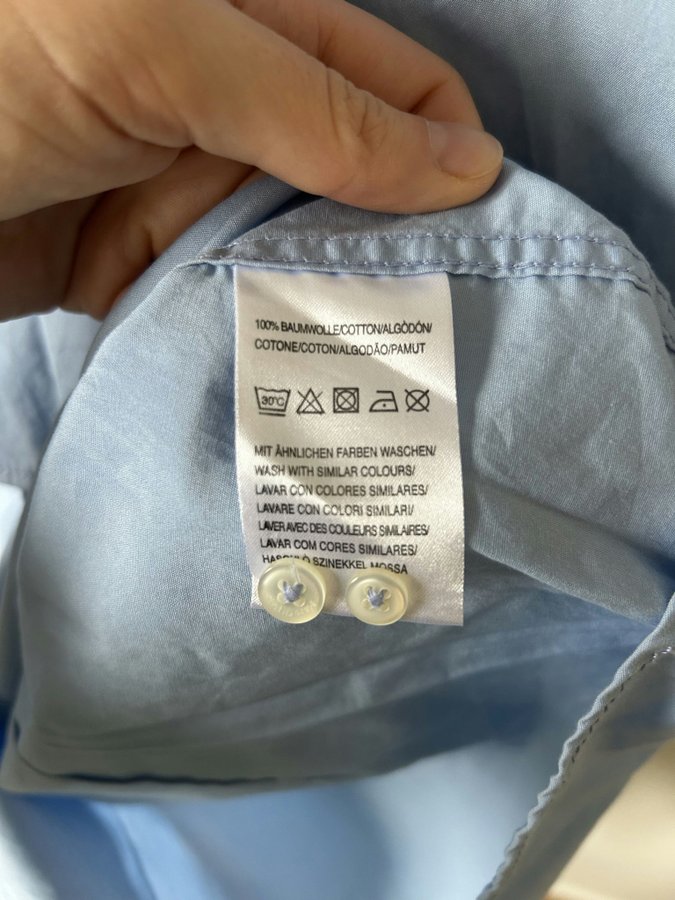 100% BAUMWOLLE/COTTON/ALGÒDÓN/
COTONE/COTON/ALGODÃO/PAMUT
30°C
MIT ÄHNLICHEN FARBEN WASCHEN/
WASH WITH SIMILAR COLOURS/
LAVAR CON COLORES SIMILARES/
LAVARE CON COLORI SIMILARI/
LAVER AVEC DES COULEURS SIMILAIRES/
LAVAR COM CORES SIMILARES/
SZINEKKEL MOSSA